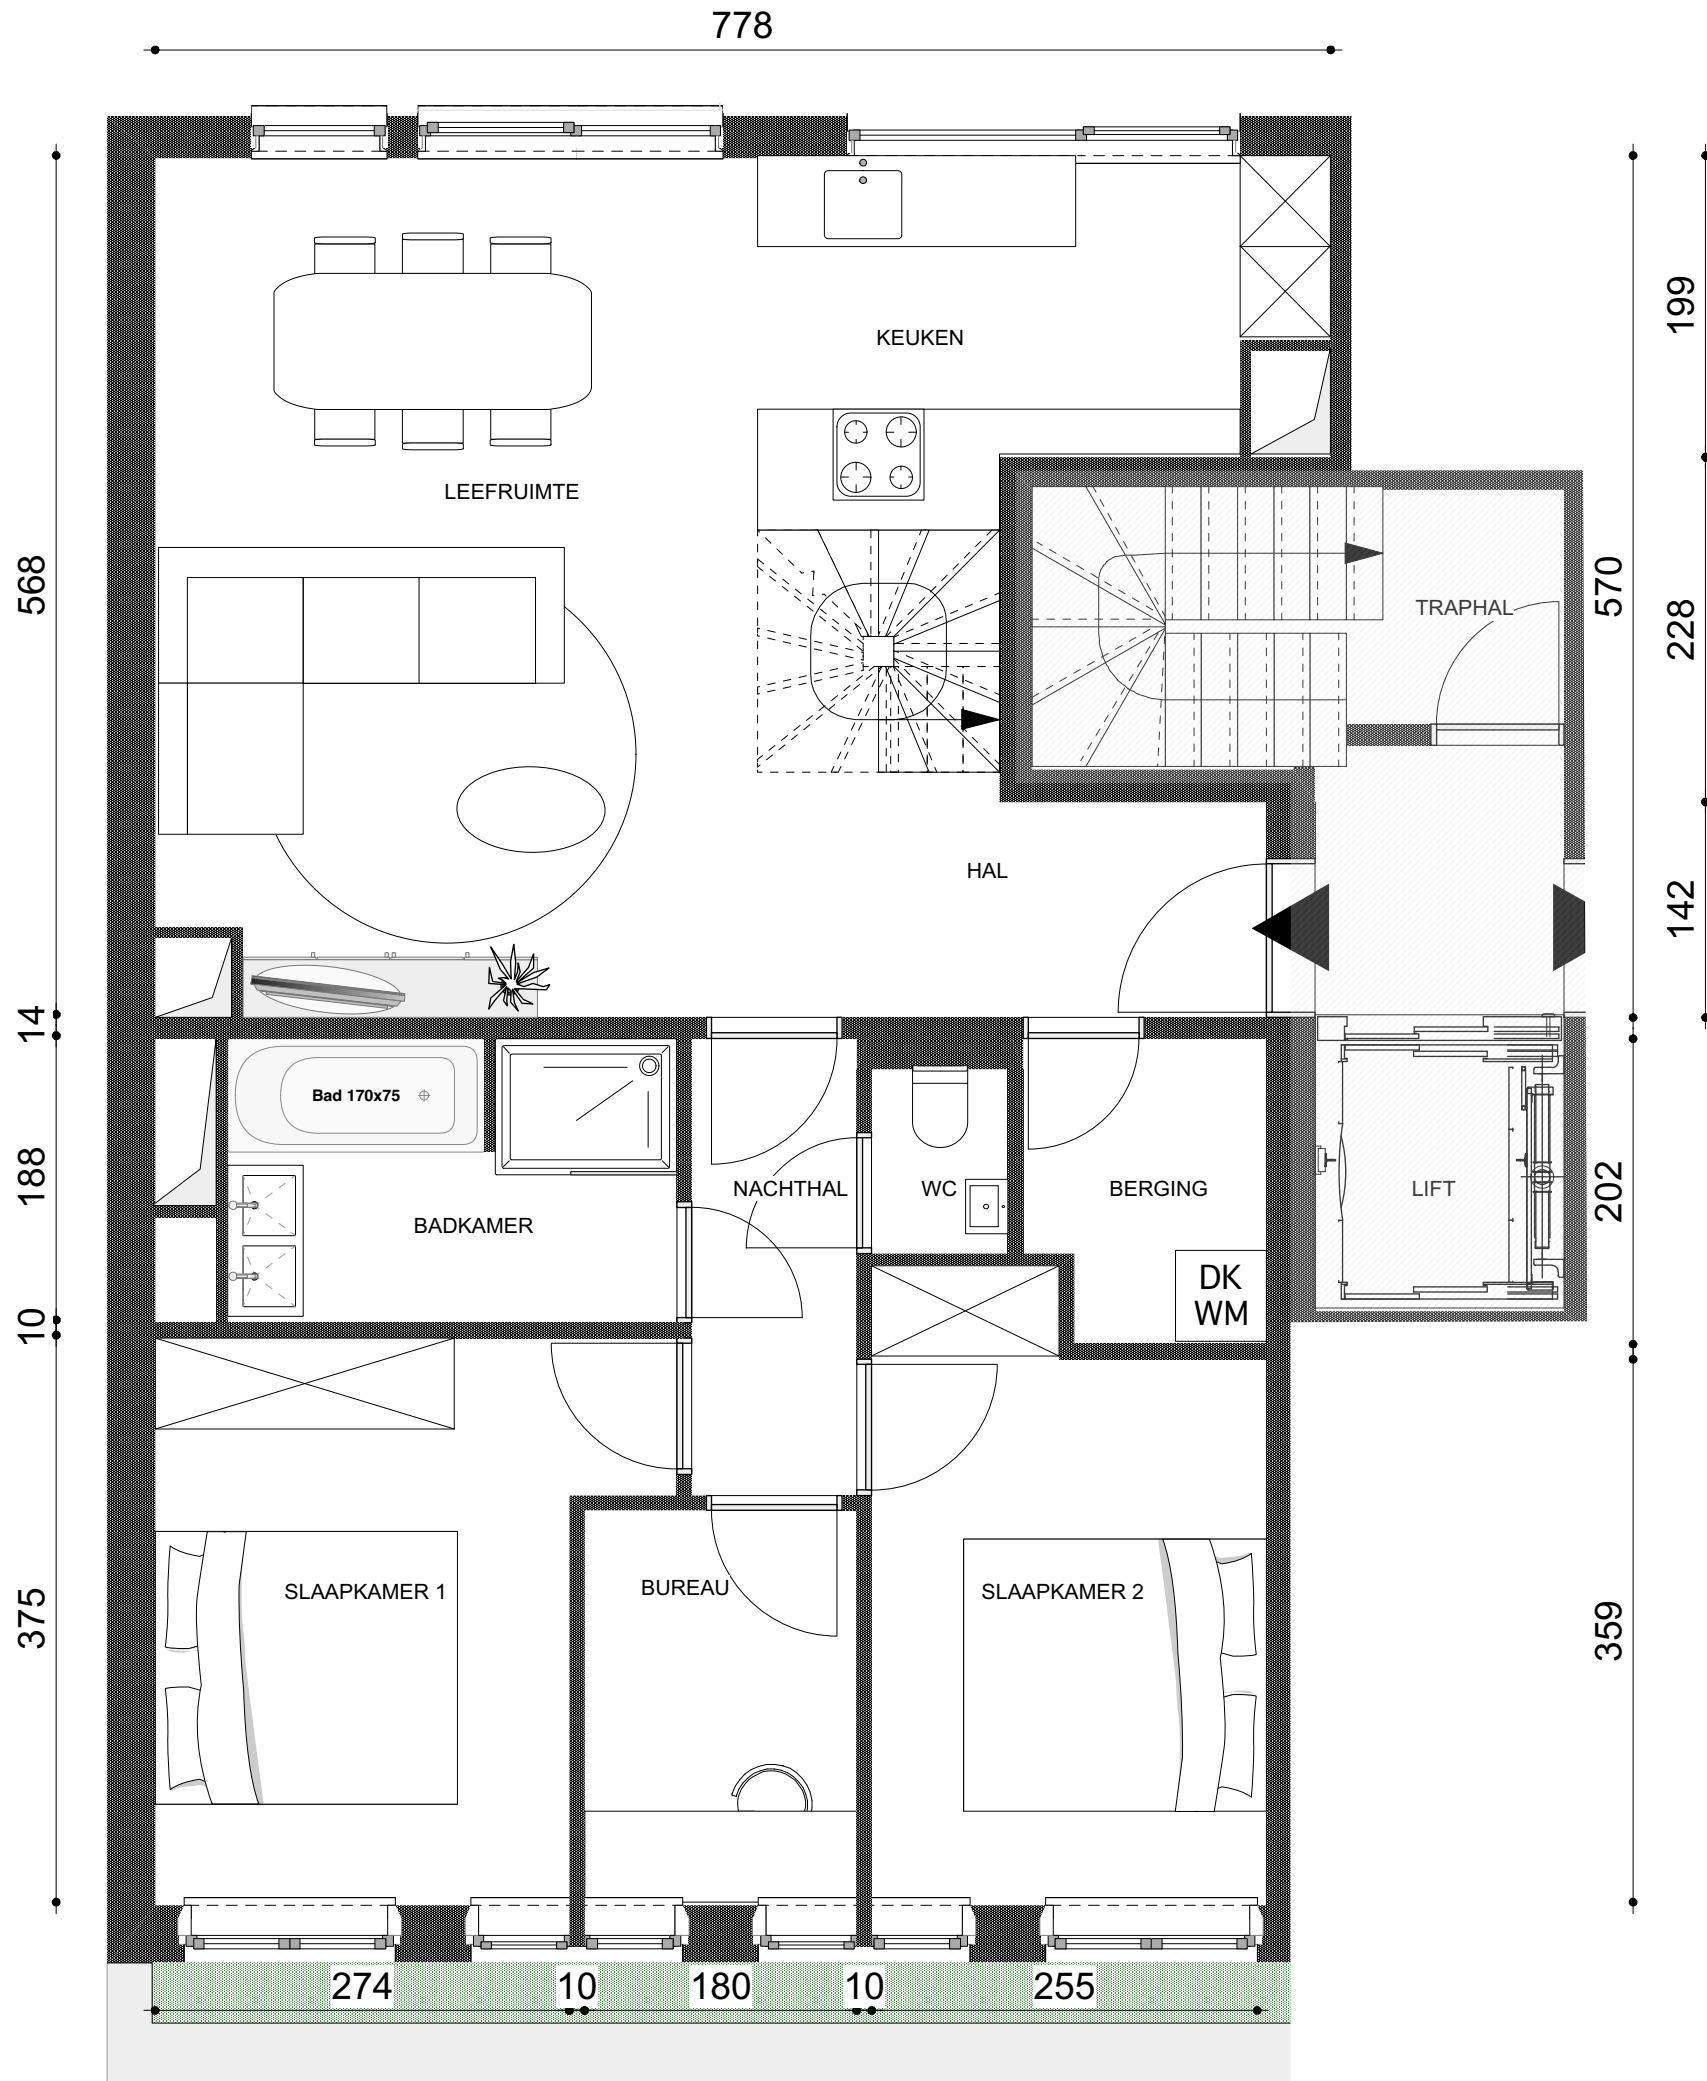 778
KEUKEN
199
LEEFRUIMTE
568
570
TRAPHAL
228
HAL
142
14
Bad 170x75
188
NACHTHAL
WC
BERGING
LIFT
202
BADKAMER
DK
WM
10
SLAAPKAMER 1
BUREAU
SLAAPKAMER 2
375
359
274
10
180
10
255